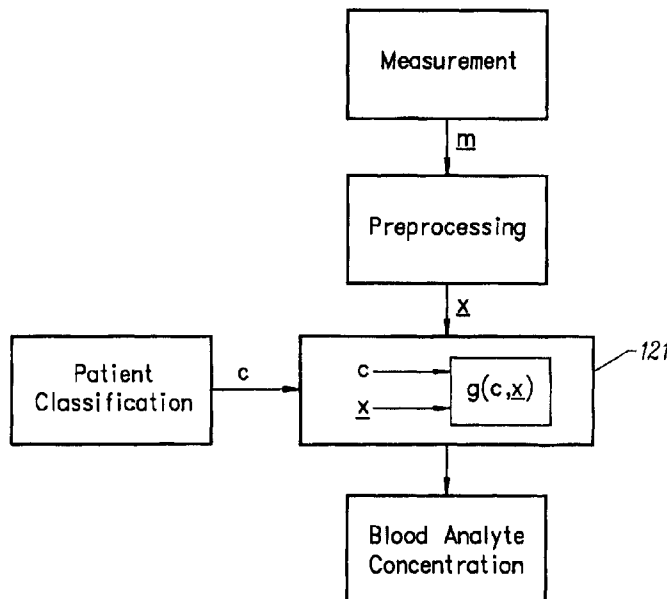 Measurement
m
Preprocessing
x
121
Patient
Classification
c
c
x
g(c,x)
Blood Analyte
Concentration